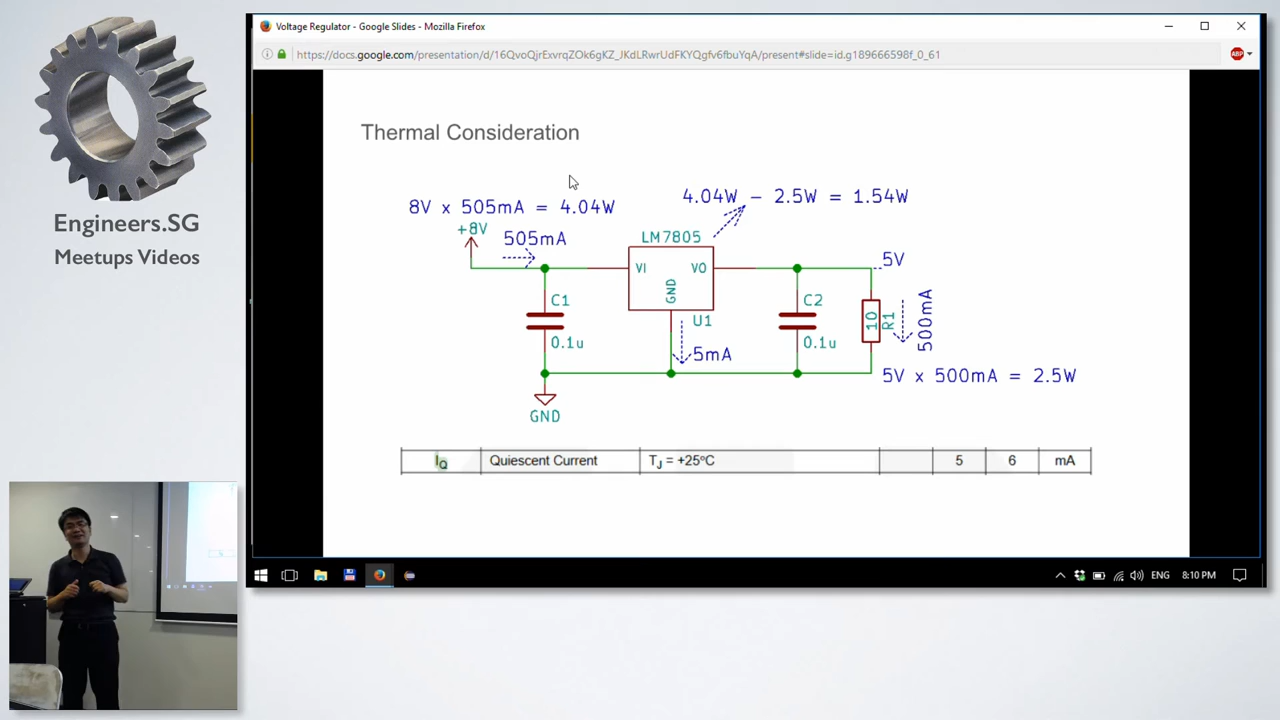 Voltage Regulator - Google Slides - Mozilla Firefox
https://docs.google.com/presentation/d/16QvoQjrExvrqZOk6gKZ_JKdLRwrUdFKYQgfv6fbuYqA/present#slide=id.g189666598f_0_61
ABP
Engineers.SG
Meetups Videos
Thermal Consideration
8V x 505mA = 4.04W
4.04W - 2.5W = 1.54W
+8V
505mA
LM7805
VI
VO
GND
U1
5V
C1
0.1u
C2
0.1u
10
R1
500mA
5mA
5V x 500mA = 2.5W
GND
IQ Quiescent Current TJ = +25°C 5 6 mA
ENG 8:10 PM